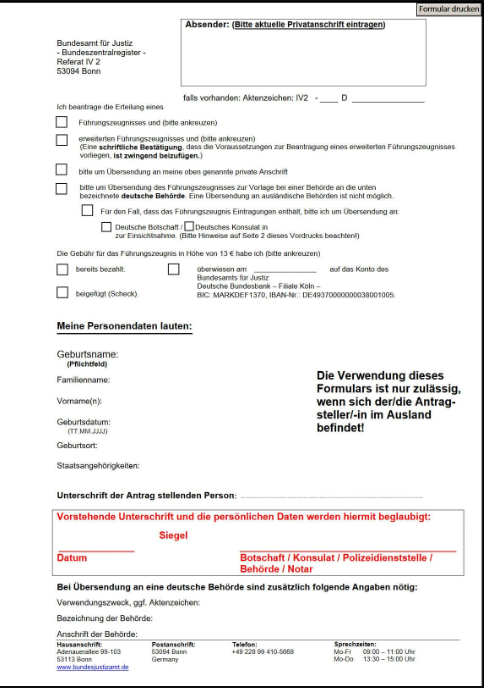 Formular drucken
Absender: (Bitte aktuelle Privatanschrift eintragen)
Bundesamt für Justiz
- Bundeszentralregister -
Referat IV 2
53094 Bonn
falls vorhanden: Aktenzeichen: IV2 - ____ D ________________
Ich beantrage die Erteilung eines
Führungszeugnisses und (bitte ankreuzen)
erweiterten Führungszeugnisses und (bitte ankreuzen)
(Eine schriftliche Bestätigung, dass die Voraussetzungen zur Beantragung eines erweiterten Führungszeugnisses
vorliegen, ist zwingend beizufügen.)
bitte um Übersendung an meine oben genannte private Anschrift
bitte um Übersendung des Führungszeugnisses zur Vorlage bei einer Behörde an die unten
bezeichnete deutsche Behörde. Eine Übersendung an ausländische Behörden ist nicht möglich.
Für den Fall, dass das Führungszeugnis Eintragungen enthält, bitte ich um Übersendung an:
Deutsche Botschaft / Deutsches Konsulat in
zur Einsichtnahme. (Bitte Hinweise auf Seite 2 dieses Vordrucks beachten!)
Die Gebühr für das Führungszeugnis in Höhe von 13 € habe ich (bitte ankreuzen)
bereits bezahlt. überwiesen am ______________ auf das Konto des
Bundesamts für Justiz
Deutsche Bundesbank – Filiale Köln –
beigefügt (Scheck). BIC: MARKDEF1370, IBAN-Nr.: DE49370000000038001005.
Meine Personendaten lauten:
Geburtsname:
(Pflichtfeld)
Familienname:
Vorname(n):
Geburtsdatum:
(TT.MM.JJJJ)
Geburtsort:
Staatsangehörigkeiten:
Die Verwendung dieses
Formulars ist nur zulässig,
wenn sich der/die Antrag-
steller/-in im Ausland
befindet!
Unterschrift der Antrag stellenden Person: ........................................
Vorstehende Unterschrift und die persönlichen Daten werden hiermit beglaubigt:
Siegel
Datum Botschaft / Konsulat / Polizeidienststelle /
Behörde / Notar
Bei Übersendung an eine deutsche Behörde sind zusätzlich folgende Angaben nötig:
Verwendungszweck, ggf. Aktenzeichen:
Bezeichnung der Behörde:
Anschrift der Behörde:
Hausanschrift: Postanschrift: Telefon: Sprechzeiten:
Adenauerallee 99-103 53094 Bonn +49 228 99 410-5668 Mo-Fr 09:00 – 11:00 Uhr
53113 Bonn Germany Mo-Do 13:30 – 15:00 Uhr
www.bundesjustizamt.de